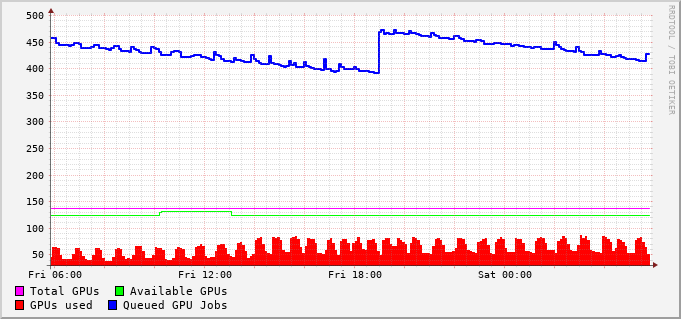 500
450
400
350
300
250
200
150
100
50
Fri 06:00 Fri 12:00 Fri 18:00 Sat 00:00
Total GPUs Available GPUs
GPUs used Queued GPU Jobs
RRDTOOL / TOBI OETIKER